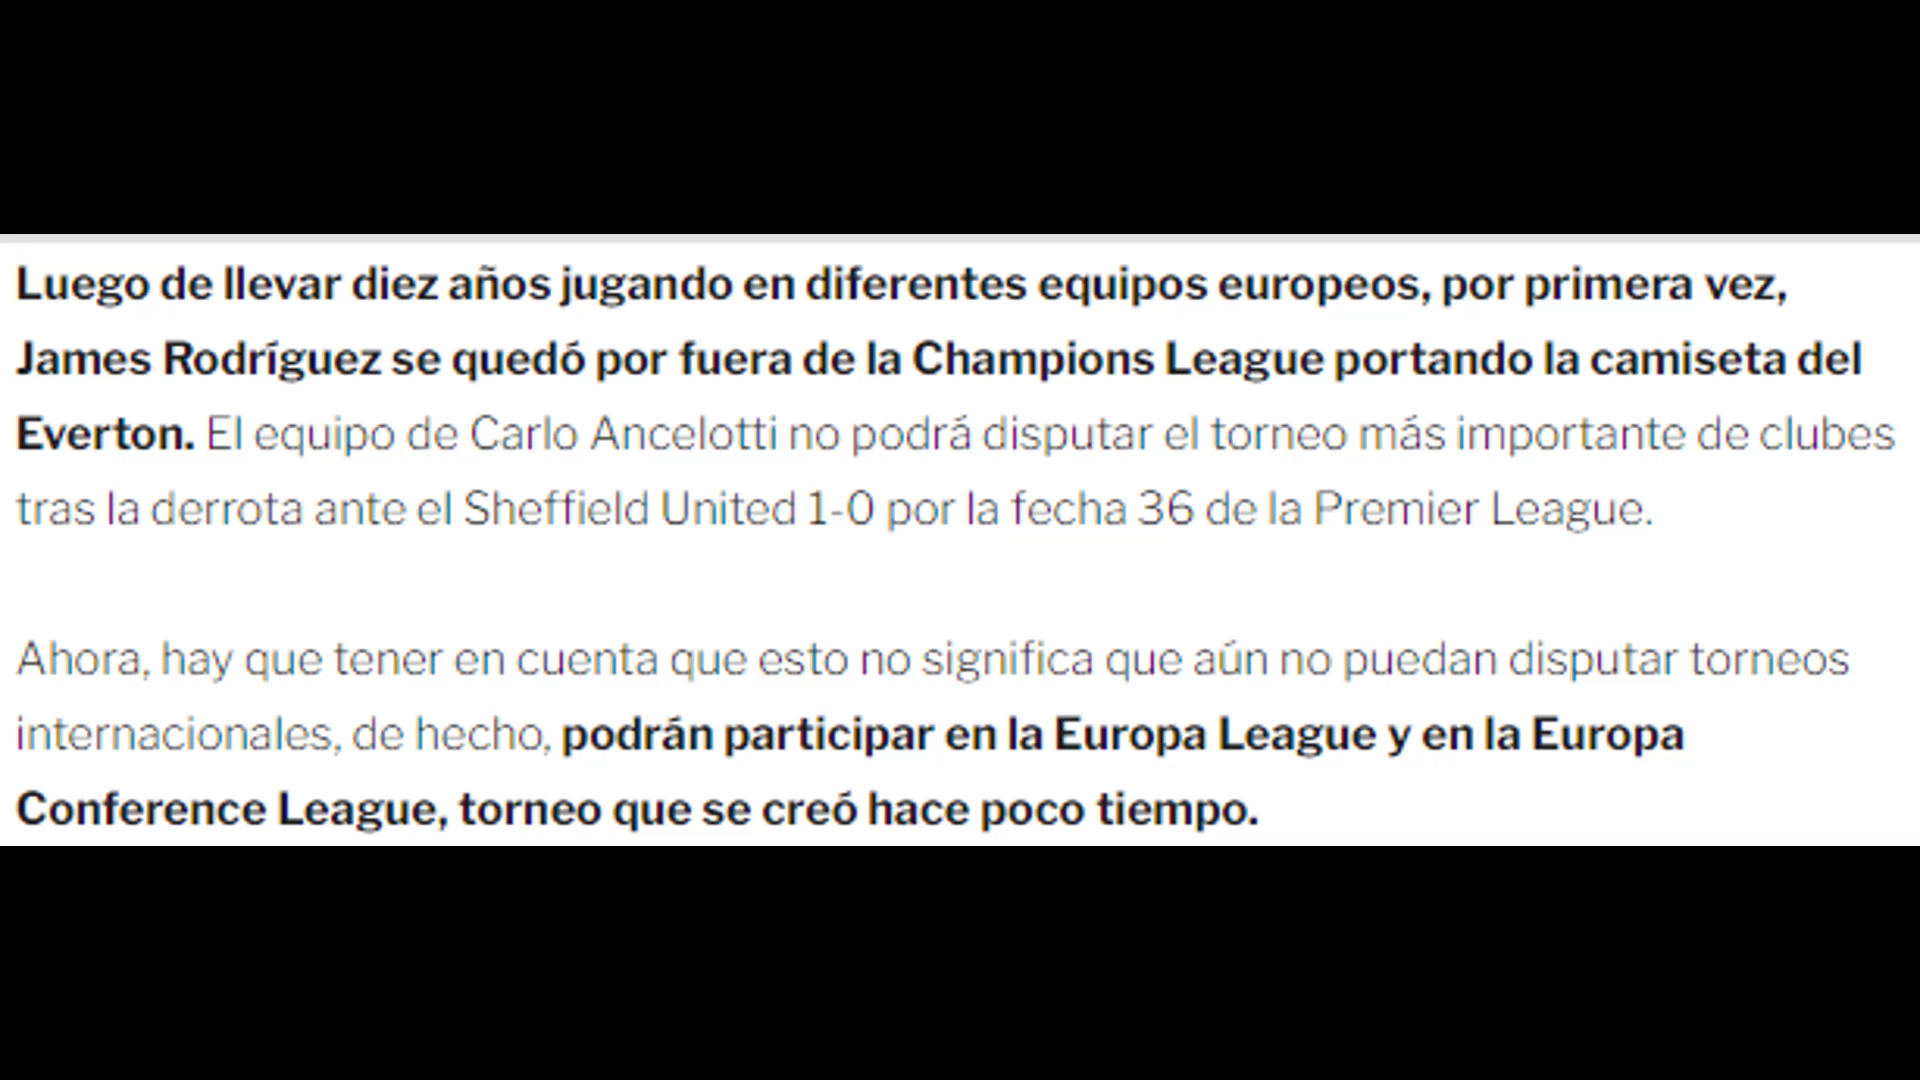 Luego de llevar diez años jugando en diferentes equipos europeos, por primera vez,
James Rodríguez se quedó por fuera de la Champions League portando la camiseta del
Everton. El equipo de Carlo Ancelotti no podrá disputar el torneo más importante de clubes
tras la derrota ante el Sheffield United 1-0 por la fecha 36 de la Premier League.
Ahora, hay que tener en cuenta que esto no significa que aún no puedan disputar torneos
internacionales, de hecho, podrán participar en la Europa League y en la Europa
Conference League, torneo que se creó hace poco tiempo.